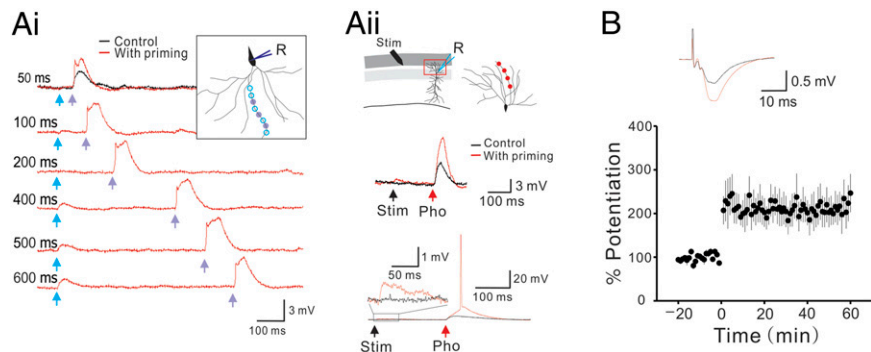 Ai
Control
With priming
R
50 ms
100 ms
200 ms
400 ms
500 ms
600 ms
3 mV
100 ms
Aii
Stim
R
Control
With priming
3 mV
100 ms
Stim
Pho
1 mV
50 ms
20 mV
100 ms
Stim
Pho
B
0.5 mV
10 ms
% Potentiation
400
300
200
100
0
−20 0 20 40 60
Time (min)